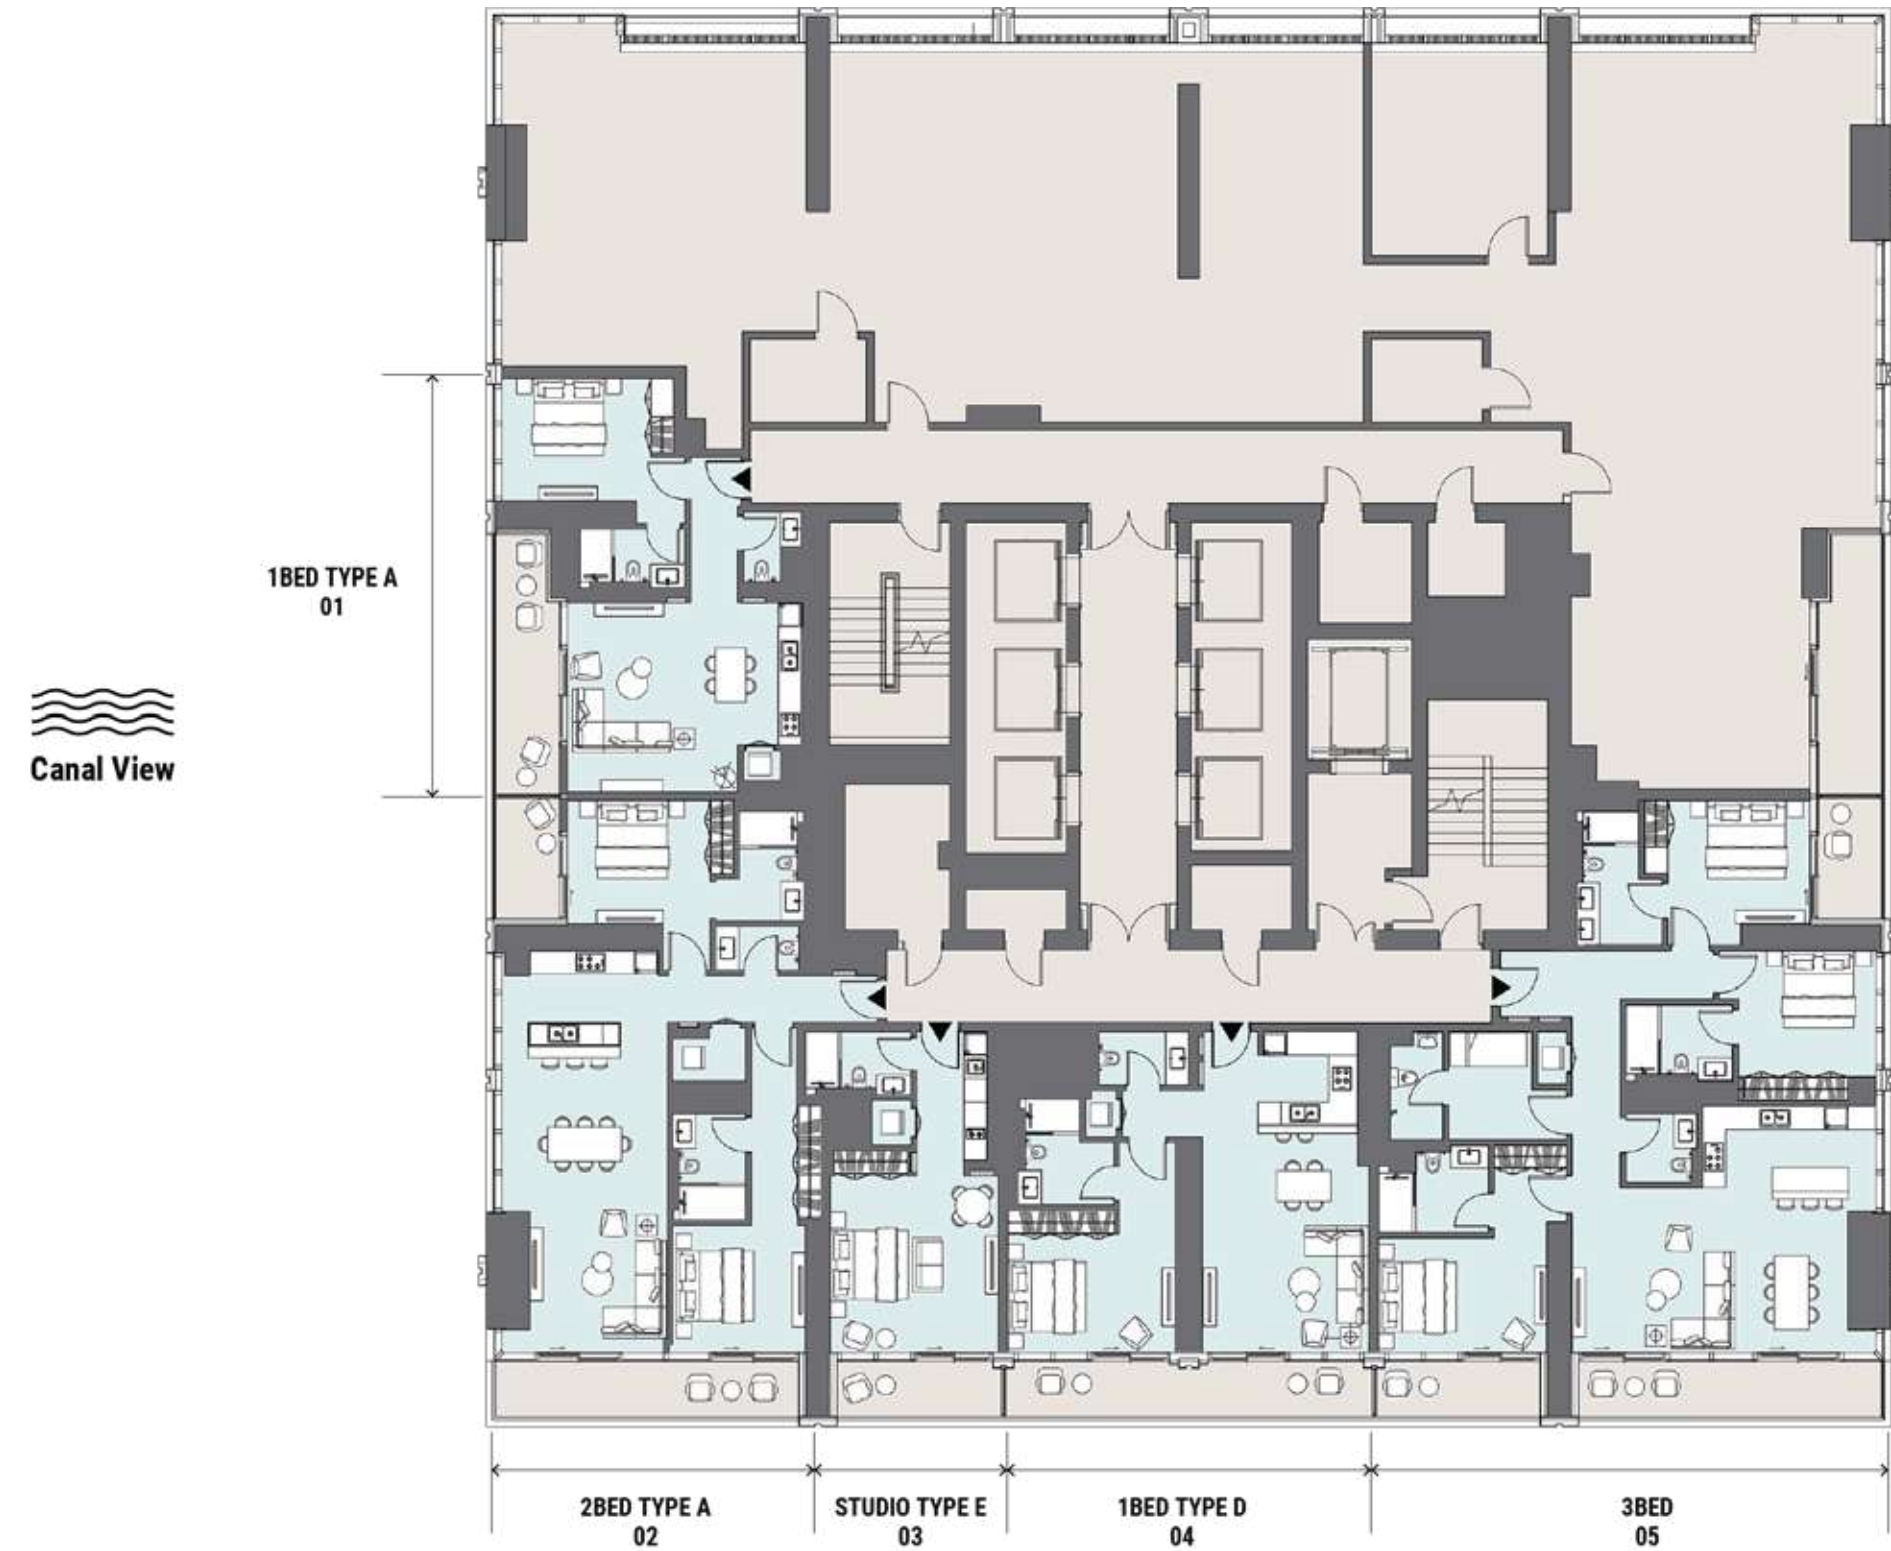 1BED TYPE A
01
Canal View
2BED TYPE A
02
STUDIO TYPE E
03
1BED TYPE D
04
3BED
05